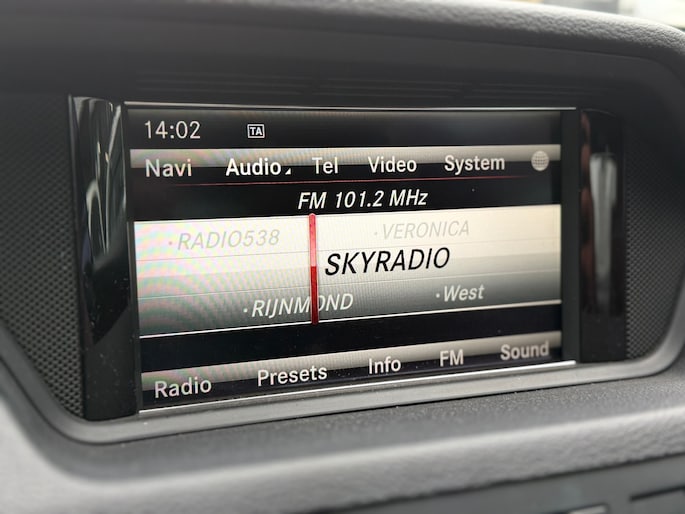 14:02 TA
Navi Audio Tel Video System
FM 101.2 MHz
·RADIO538 ·VERONICA
SKYRADIO
·RIJNMOND ·West
Radio Presets Info FM Sound